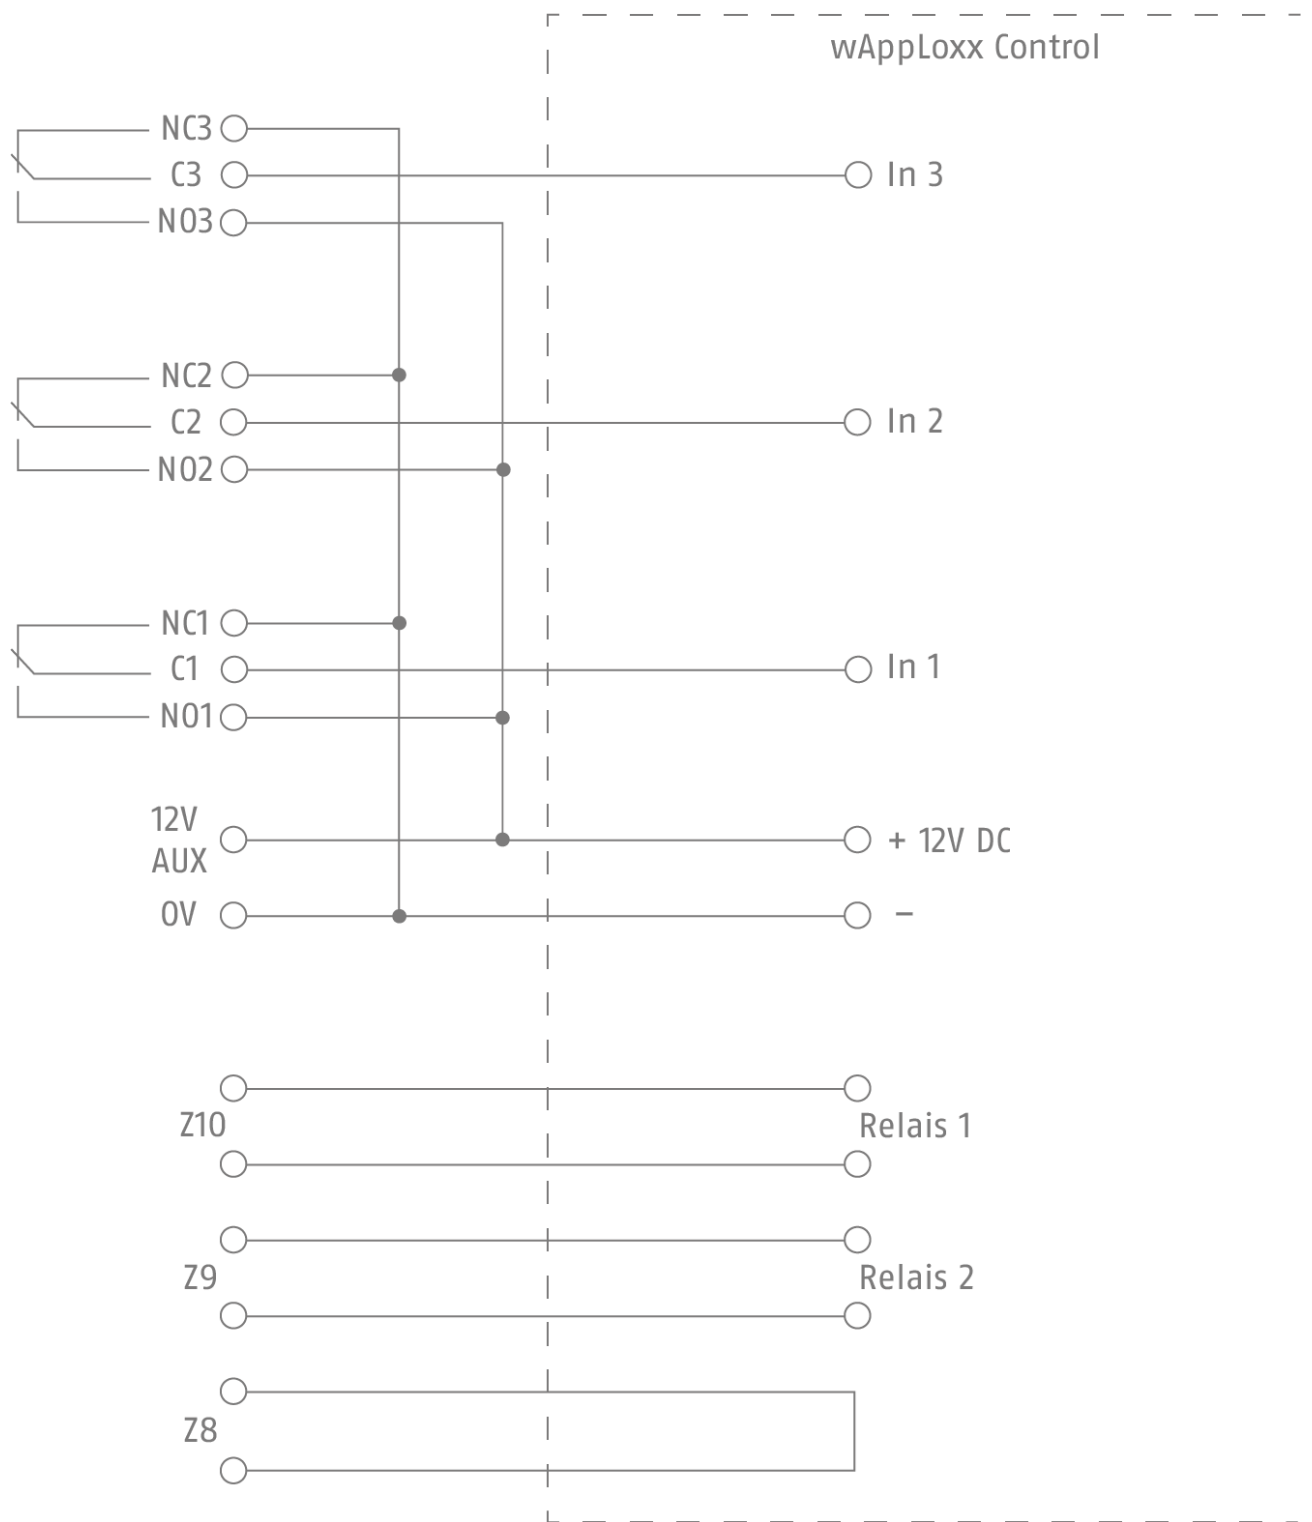 wAppLoxx Control
NC3
C3 In 3
NO3
NC2
C2 In 2
NO2
NC1
C1 In 1
NO1
12V
AUX + 12V DC
0V –
Z10 Relais 1
Z9 Relais 2
Z8